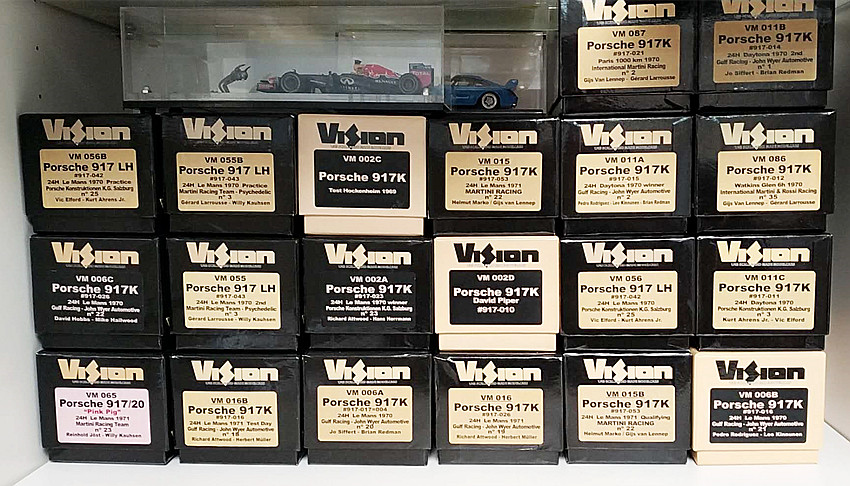 VM 087
Porsche 917K
#917-021
Paris 1000 km 1970
International Martini Racing
n° 2
Gijs Van Lennep - Gérard Larrousse
VM 011B
Porsche 917K
#917-014
24H Daytona 1970 2nd
Gulf Racing - John Wyer Automotive
n° 1
Jo Siffert - Brian Redman
Vision
VM 056B
Porsche 917 LH
#917-042
24H Le Mans 1970 Practice
Porsche Konstruktionen K.G. Salzburg
n° 25
Vic Elford - Kurt Ahrens Jr.
Vision
VM 055B
Porsche 917 LH
#917-043
24H Le Mans 1970 Practice
Martini Racing Team - Psychedelic
n° 3
Gérard Larrousse - Willy Kauhsen
Vision
VM 002C
Porsche 917K
Test Hockenheim 1969
Vision
VM 015
Porsche 917K
#917-053
24H Le Mans 1971
MARTINI RACING
n° 22
Helmut Marko / Gijs van Lennep
Vision
VM 011A
Porsche 917K
#917-015
24H Daytona 1970 winner
Gulf Racing - John Wyer Automotive
n° 2
Pedro Rodriguez - Leo Kinnunen - Brian Redman
Vision
VM 086
Porsche 917K
#917-012
Watkins Glen 6h 1970
International Martini & Rossi Racing
n° 35
Gijs Van Lennep - Gérard Larrousse
Vision
VM 006C
Porsche 917K
#917-026
24H Le Mans 1970
Gulf Racing - John Wyer Automotive
n° 22
David Hobbs - Mike Hailwood
Vision
VM 055
Porsche 917 LH
#917-043
24H Le Mans 1970 2nd
Martini Racing Team - Psychedelic
n° 3
Gérard Larrousse - Willy Kauhsen
Vision
VM 002A
Porsche 917K
#917-023
24H Le Mans 1970 winner
Porsche Konstruktionen K.G. Salzburg
n° 23
Richard Attwood - Hans Herrmann
Vision
VM 002D
Porsche 917K
David Piper
#917-010
Vision
VM 056
Porsche 917 LH
#917-042
24H Le Mans 1970
Porsche Konstruktionen K.G. Salzburg
n° 25
Vic Elford - Kurt Ahrens Jr.
Vision
VM 011C
Porsche 917K
#917-011
24H Daytona 1970
Porsche Konstruktionen K.G. Salzburg
n° 3
Kurt Ahrens Jr. - Vic Elford
Vision
VM 065
Porsche 917/20
"Pink Pig"
24H Le Mans 1971
Martini Racing Team
n° 23
Reinhold Jöst - Willy Kauhsen
Vision
VM 016B
Porsche 917K
#917-016
24H Le Mans 1971 Test Day
Gulf Racing - John Wyer Automotive
n° 18
Richard Attwood - Herbert Müller
Vision
VM 006A
Porsche 917K
#917-017=004
24H Le Mans 1970
Gulf Racing - John Wyer Automotive
n° 20
Jo Siffert - Brian Redman
Vision
VM 016
Porsche 917K
#917-026
24H Le Mans 1971
Gulf Racing - John Wyer Automotive
n° 19
Richard Attwood - Herbert Müller
Vision
VM 015B
Porsche 917K
#917-053
24H Le Mans 1971 Qualifying
MARTINI RACING
n° 22
Helmut Marko / Gijs van Lennep
Vision
VM 006B
Porsche 917K
#917-016
24H Le Mans 1970
Gulf Racing - John Wyer Automotive
n° 21
Pedro Rodriguez - Leo Kinnunen